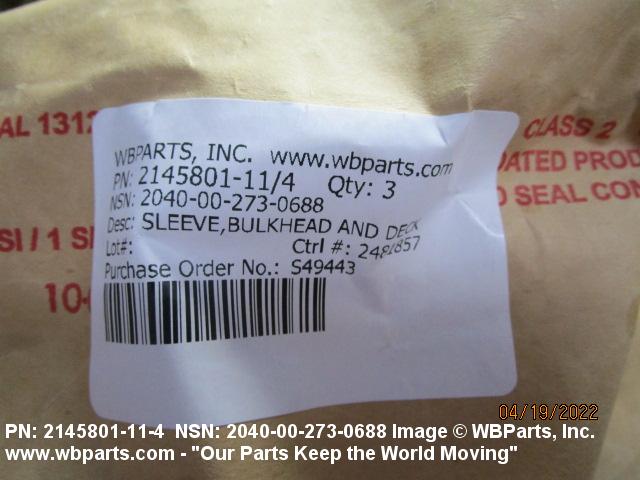 AL 1312
CLASS 2
DATED PROD
SEAL CON
SI / 1 S
10-
WBPARTS, INC. www.wbparts.com
PN: 2145801-11/4 Qty: 3
NSN: 2040-00-273-0688
Desc: SLEEVE,BULKHEAD AND DECK
Lot#: Ctrl #:
Purchase Order No.: S49443
04/19/2022
PN: 2145801-11-4 NSN: 2040-00-273-0688 Image © WBParts, Inc.
www.wbparts.com - "Our Parts Keep the World Moving"